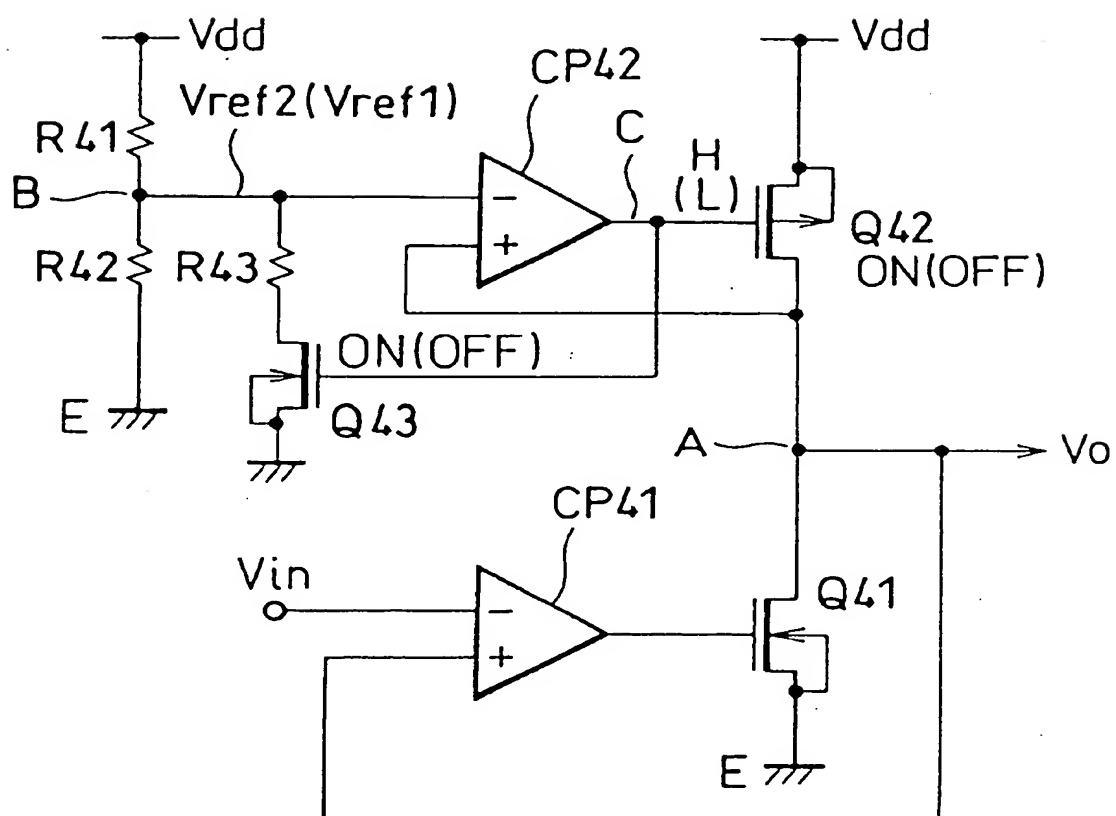 Vdd
Vdd
CP42
Vref2(Vref1)
R41
C
H
(L)
B
−
+
Q42
ON(OFF)
R42
R43
ON(OFF)
E
Q43
A
Vo
CP41
Vin
Q41
−
+
E